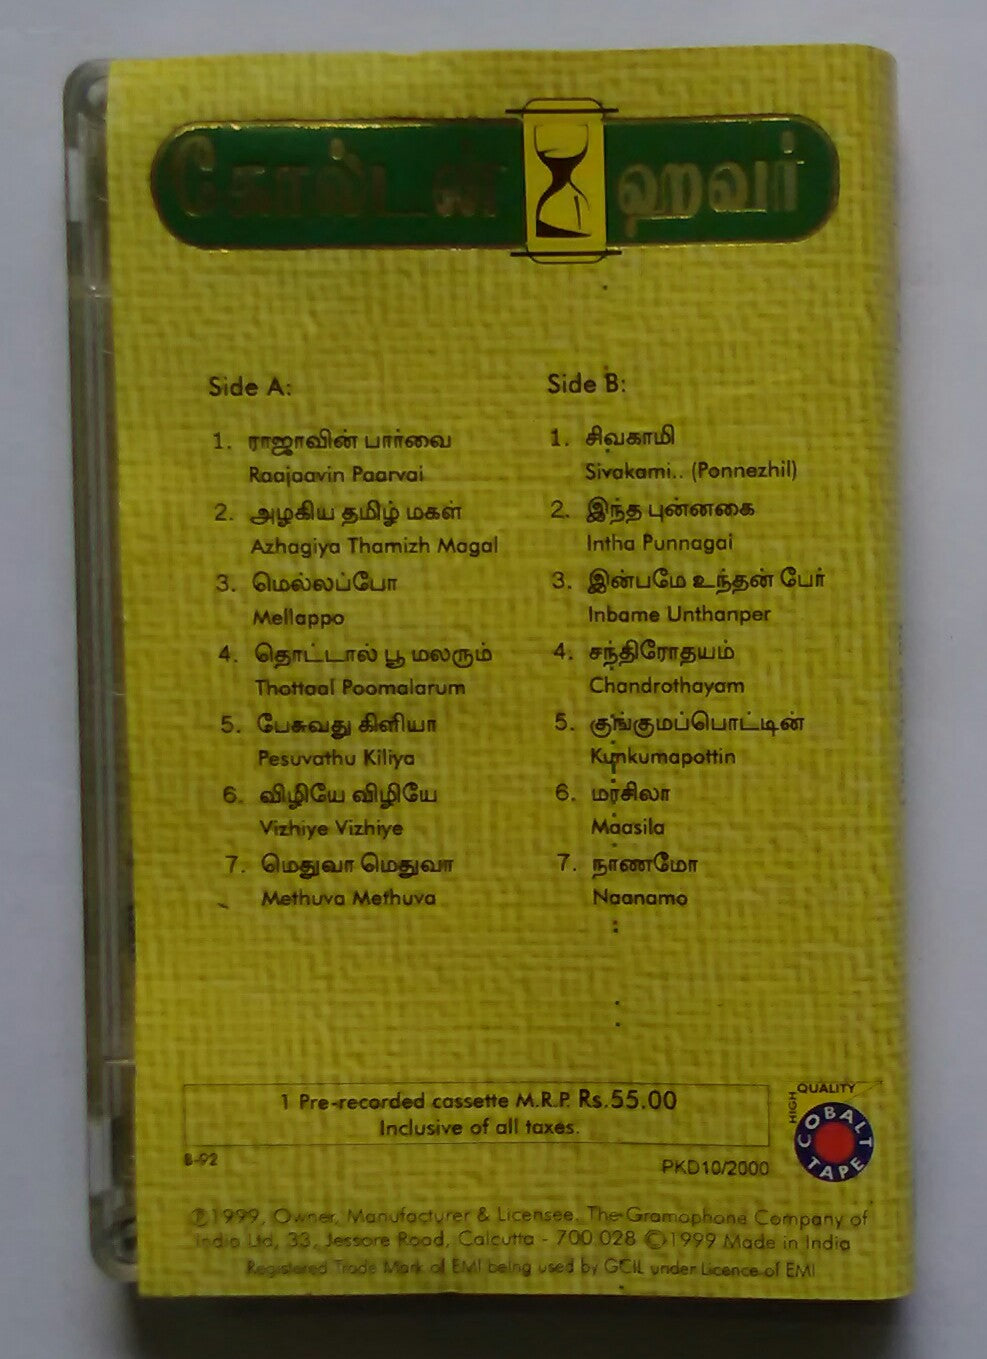 கோல்டன் ஹவர்
Side A:
1. ராஜாவின் பார்வை
Raajaavin Paarvai
2. அழகிய தமிழ் மகள்
Azhagiya Thamizh Magal
3. மெல்லப்போ
Mellappo
4. தொட்டால் பூ மலரும்
Thottaal Poomalarum
5. பேசுவது கிளியா
Pesuvathu Kiliya
6. விழியே விழியே
Vizhiye Vizhiye
7. மெதுவா மெதுவா
Methuva Methuva
Side B:
1. சிவகாமி
Sivakami.. (Ponnezhil)
2. இந்த புன்னகை
Intha Punnagai
3. இன்பமே உந்தன் பேர்
Inbame Unthanper
4. சந்திரோதயம்
Chandrothayam
5. குங்குமப்பொட்டின்
Kunkumapottin
6. மாசிலா
Maasila
7. நாணமோ
Naanamo
1 Pre-recorded cassette M.R.P. Rs.55.00
Inclusive of all taxes.
8-92
PKD10/2000
HIGH QUALITY
COBALT TAPE
℗1999, Owner, Manufacturer & Licensee, The Gramophone Company of
India Ltd, 33, Jessore Road, Calcutta - 700 028 ©1999 Made in India
Registered Trade Mark of EMI being used by GCIL under Licence of EMI